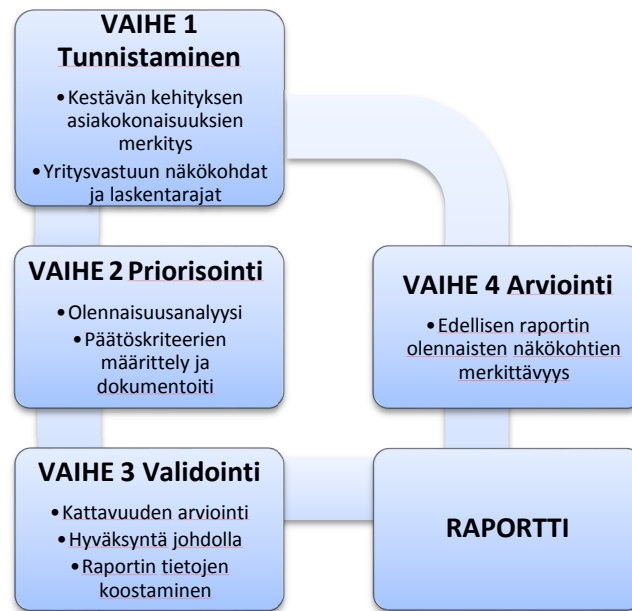 VAIHE 1
Tunnistaminen
• Kestävän kehityksen
asiakokonaisuuksien
merkitys
• Yritysvastuun näkökohdat
ja laskentarajat
VAIHE 2 Priorisointi
• Olennaisuusanalyysi
• Päätöskriteerien
määrittely ja
dokumentoiti
VAIHE 3 Validointi
• Kattavuuden arviointi
• Hyväksyntä johdolla
• Raportin tietojen
koostaminen
VAIHE 4 Arviointi
• Edellisen raportin
olennaisten näkökohtien
merkittävyys
RAPORTTI